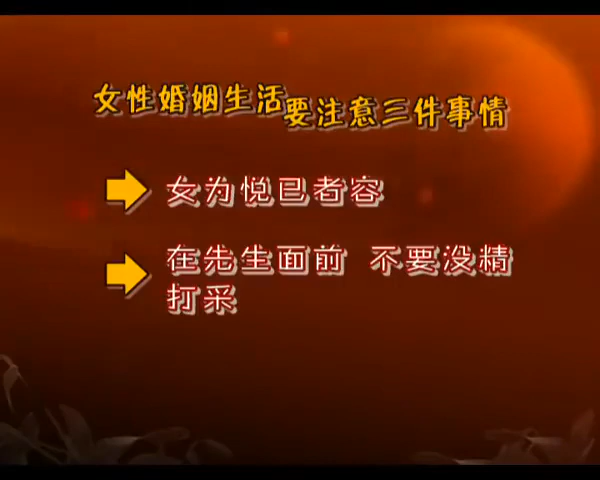 女性婚姻生活要注意三件事情
女为悦已者容
在先生面前 不要没精
打采